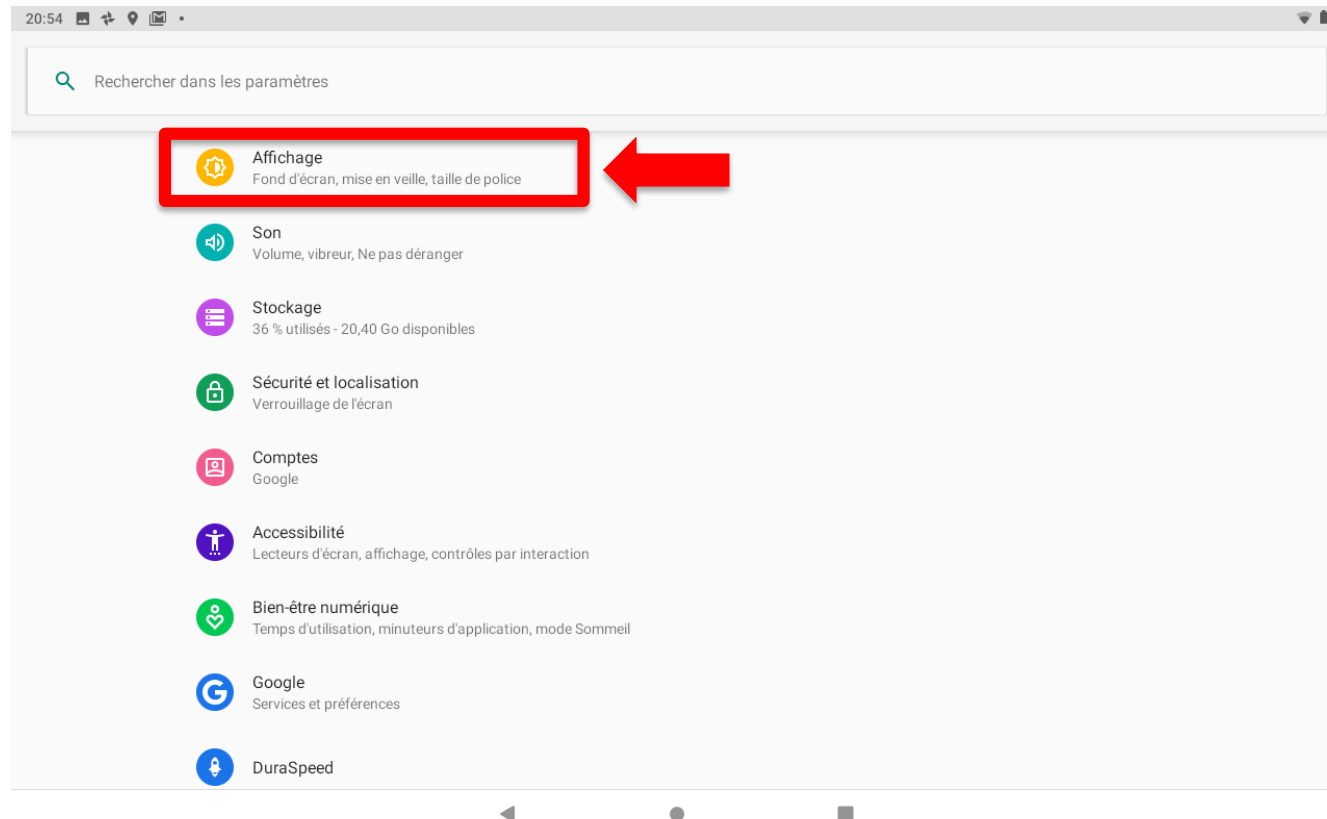 20:54
Rechercher dans les paramètres
Affichage
Fond d'écran, mise en veille, taille de police
Son
Volume, vibreur, Ne pas déranger
Stockage
36 % utilisés - 20,40 Go disponibles
Sécurité et localisation
Verrouillage de l'écran
Comptes
Google
Accessibilité
Lecteurs d'écran, affichage, contrôles par interaction
Bien-être numérique
Temps d'utilisation, minuteurs d'application, mode Sommeil
Google
Services et préférences
DuraSpeed